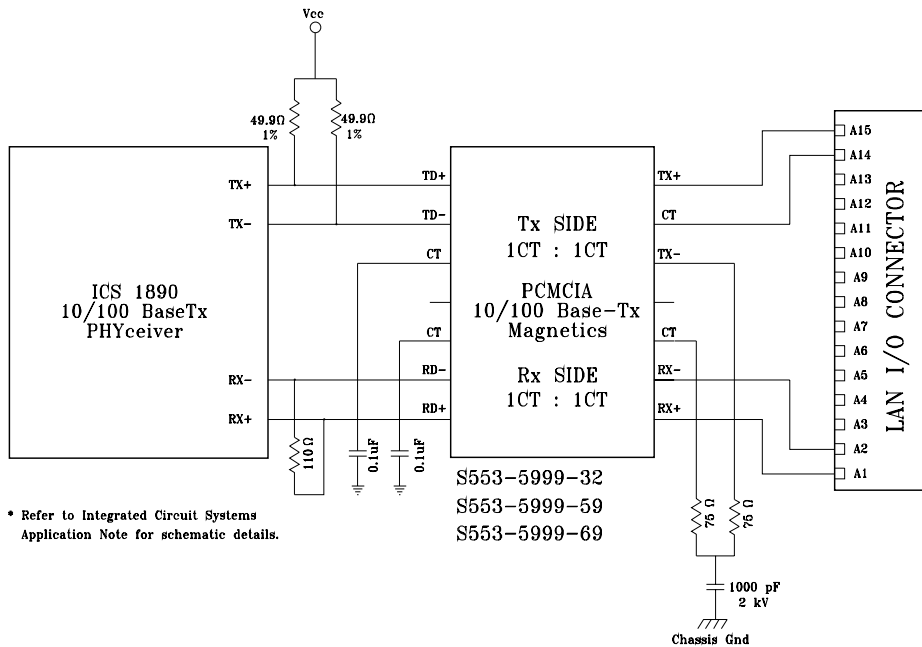 Vcc
49.9Ω
1%
49.9Ω
1%
TX+
TX-
ICS 1890
10/100 BaseTx
PHYceiver
RX-
RX+
110 Ω
0.1uF
0.1uF
TD+
TD-
CT
CT
RD-
RD+
Tx SIDE
1CT : 1CT
PCMCIA
10/100 Base-Tx
Magnetics
Rx SIDE
1CT : 1CT
TX+
CT
TX-
CT
RX-
RX+
S553-5999-32
S553-5999-59
S553-5999-69
A15
A14
A13
A12
A11
A10
A9
A8
A7
A6
A5
A4
A3
A2
A1
LAN I/O CONNECTOR
75 Ω
75 Ω
1000 pF
2 kV
Chassis Gnd
* Refer to Integrated Circuit Systems
Application Note for schematic details.